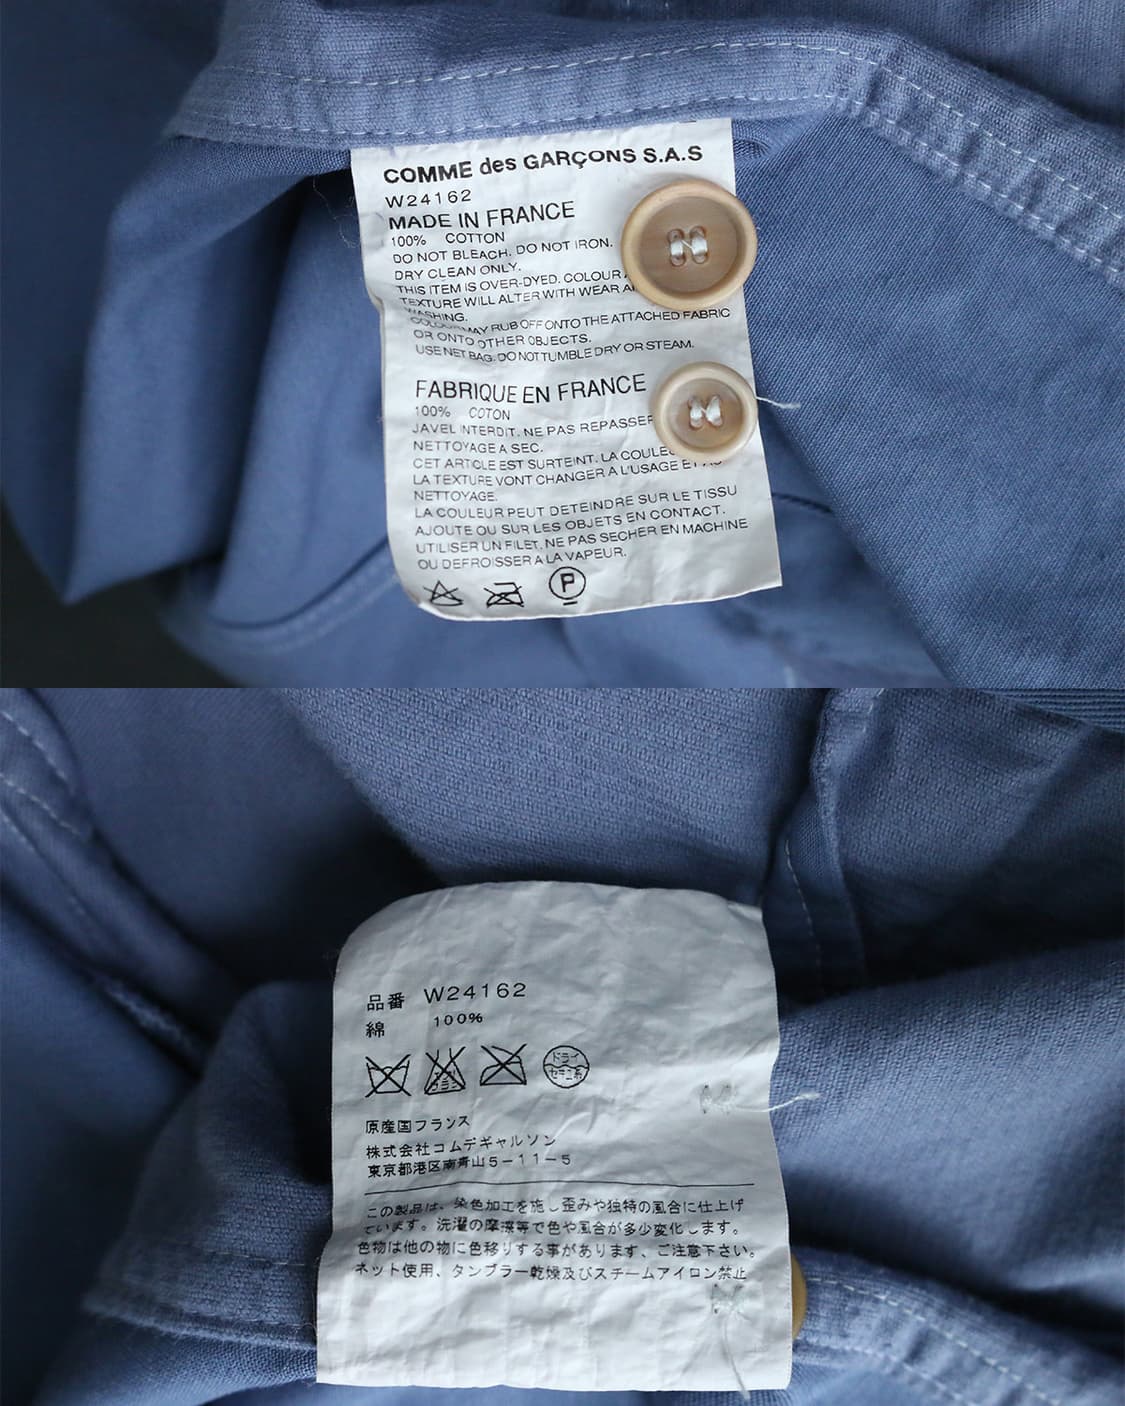 COMME des GARÇONS S.A.S
W24162
MADE IN FRANCE
100% COTTON
DO NOT BLEACH. DO NOT IRON.
DRY CLEAN ONLY.
THIS ITEM IS OVER-DYED. COLOUR
TEXTURE WILL ALTER WITH WEAR
WASHING.
COLOUR MAY RUB OFF ONTO THE ATTACHED FABRIC
OR ONTO OTHER OBJECTS.
USE NET BAG. DO NOT TUMBLE DRY OR STEAM.
FABRIQUE EN FRANCE
100% COTON
JAVEL INTERDIT. NE PAS REPASSER
NETTOYAGE A SEC.
CET ARTICLE EST SURTEINT. LA
LA TEXTURE VONT CHANGER A L'USAGE
NETTOYAGE.
LA COULEUR PEUT DETEINDRE SUR LE TISSU
AJOUTE OU SUR LES OBJETS EN CONTACT.
UTILISER UN FILET. NE PAS SECHER EN MACHINE
OU DEFROISSER A LA VAPEUR.
P
品番 W24162
綿 100%
ドライ
セキユ系
原産国フランス
株式会社コムデギャルソン
東京都港区南青山5-11-5
この製品は、染色加工を施し歪みや独特の風合に仕上げ
ています。洗濯の摩擦等で色や風合が多少変化します。
色物は他の物に色移りする事があります、ご注意下さい。
ネット使用、タンブラー乾燥及びスチームアイロン禁止